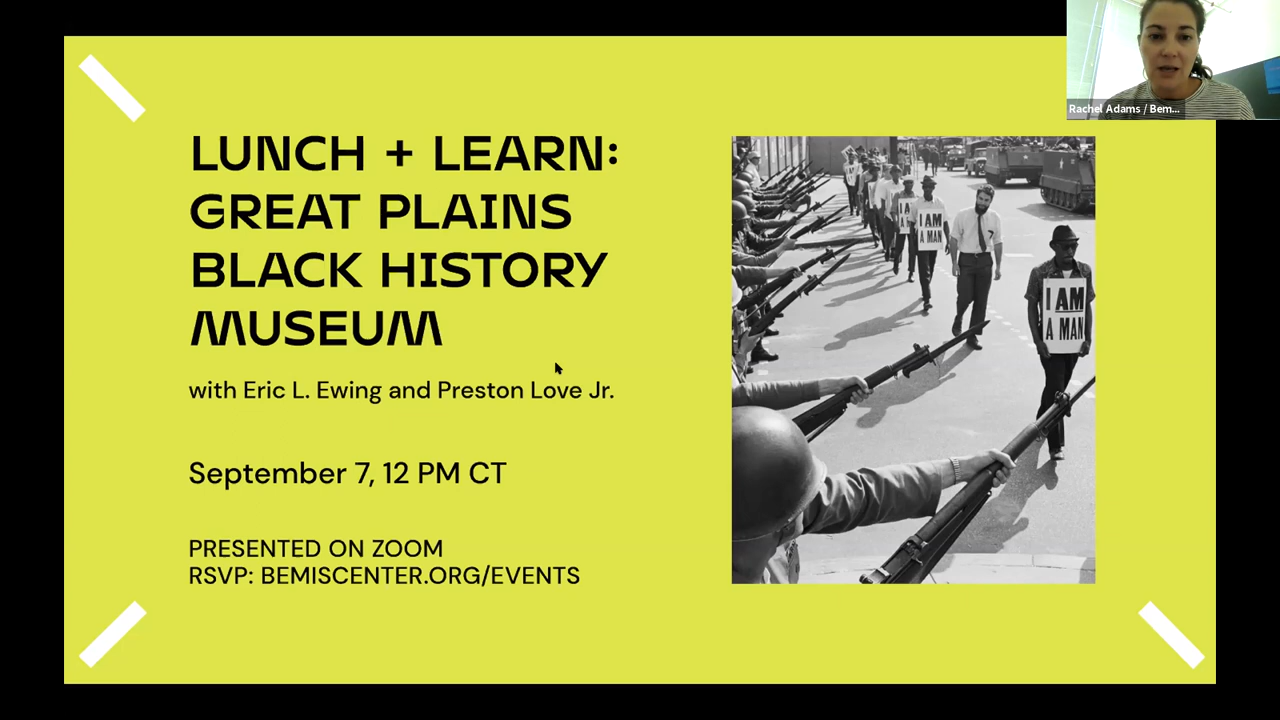 Rachel Adams / Bem...
LUNCH + LEARN:
GREAT PLAINS
BLACK HISTORY
MUSEUM
with Eric L. Ewing and Preston Love Jr.
September 7, 12 PM CT
PRESENTED ON ZOOM
RSVP: BEMISCENTER.ORG/EVENTS
I AM
A MAN
I AM
A MAN